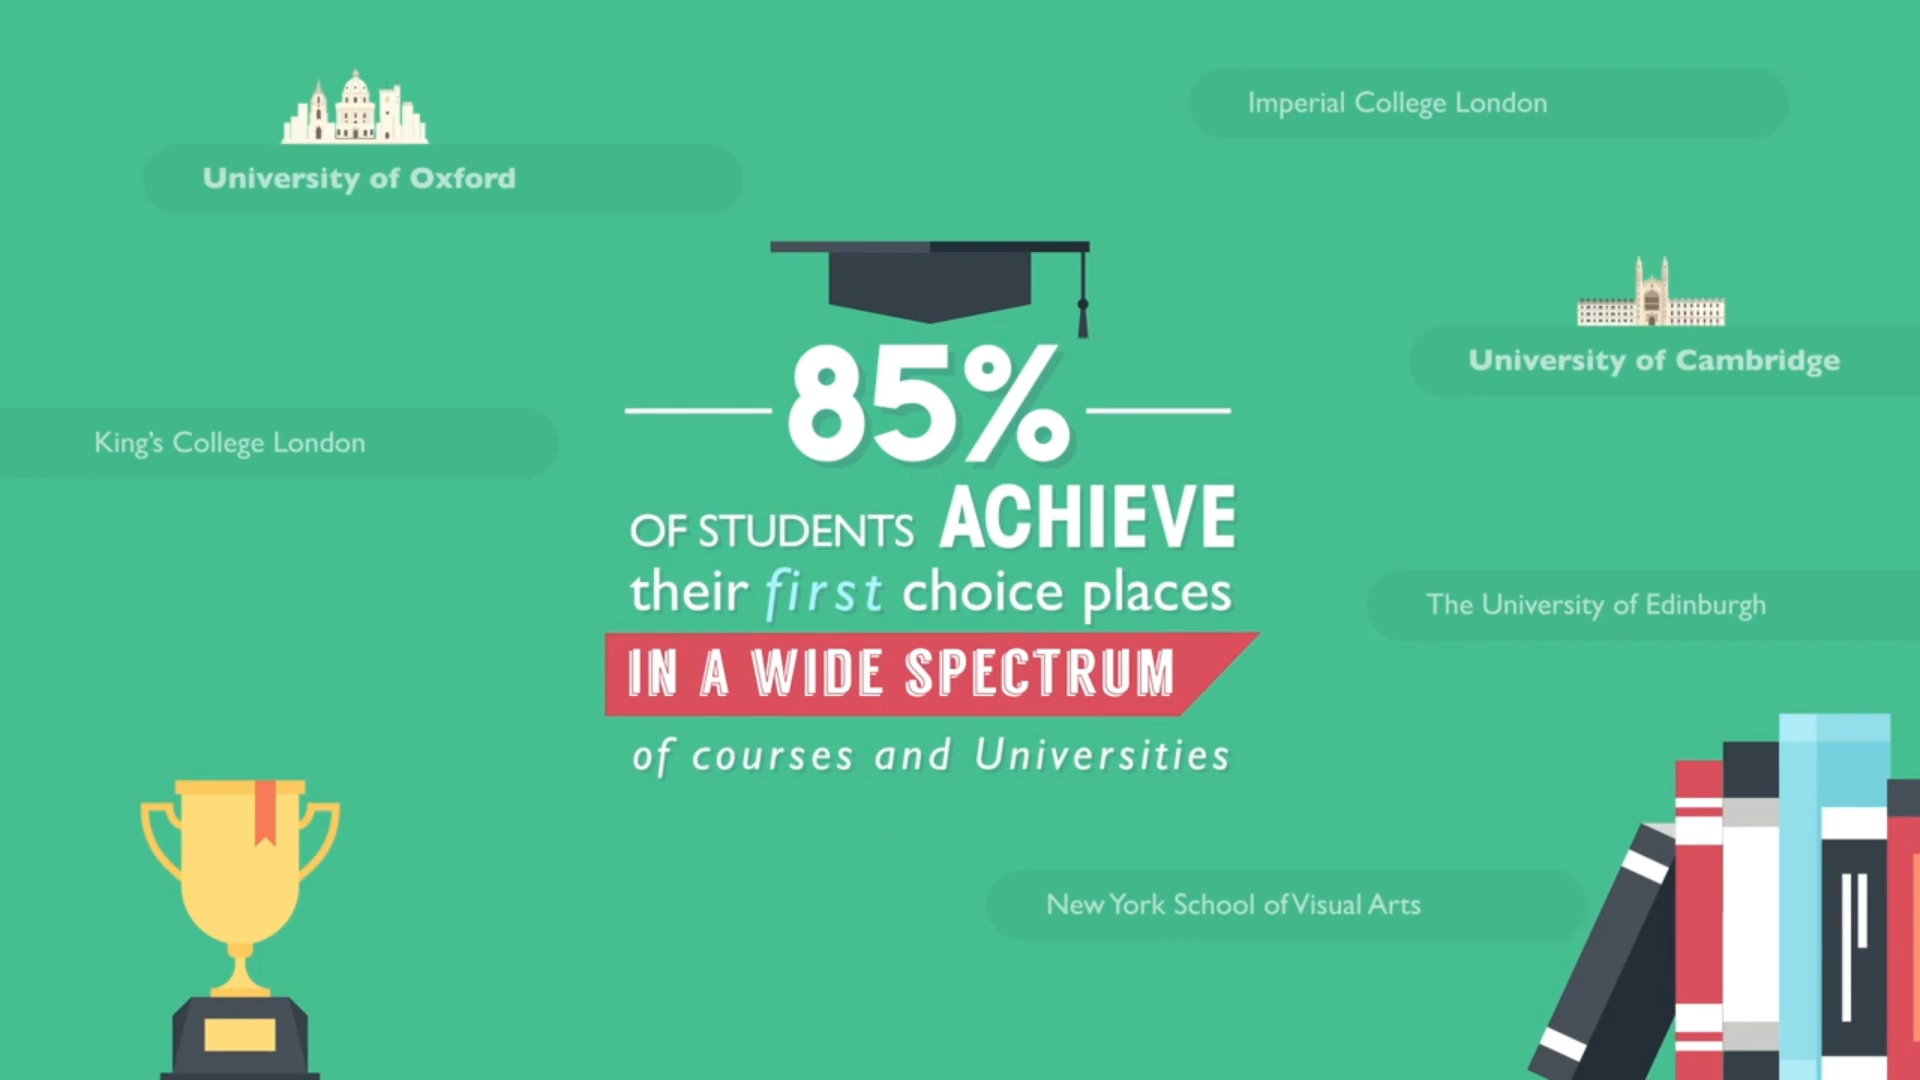 Imperial College London
University of Oxford
University of Cambridge
King's College London
85%
OF STUDENTS ACHIEVE
their first choice places
IN A WIDE SPECTRUM
of courses and Universities
The University of Edinburgh
New York School of Visual Arts